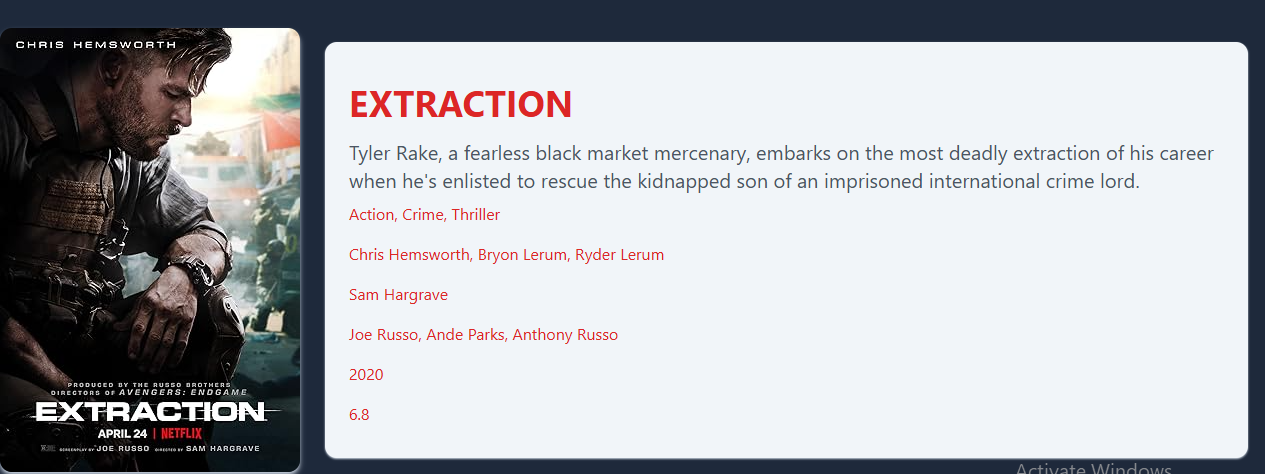 CHRIS HEMSWORTH
PRODUCED BY THE RUSSO BROTHERS
DIRECTORS OF AVENGERS: ENDGAME
EXTRACTION
APRIL 24 | NETFLIX
SCREENPLAY BY JOE RUSSO DIRECTED BY SAM HARGRAVE
EXTRACTION
Tyler Rake, a fearless black market mercenary, embarks on the most deadly extraction of his career
when he's enlisted to rescue the kidnapped son of an imprisoned international crime lord.
Action, Crime, Thriller
Chris Hemsworth, Bryon Lerum, Ryder Lerum
Sam Hargrave
Joe Russo, Ande Parks, Anthony Russo
2020
6.8
Activate Windows